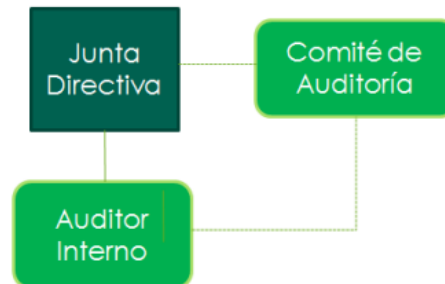 Junta
Directiva
Comité de
Auditoría
Auditor
Interno